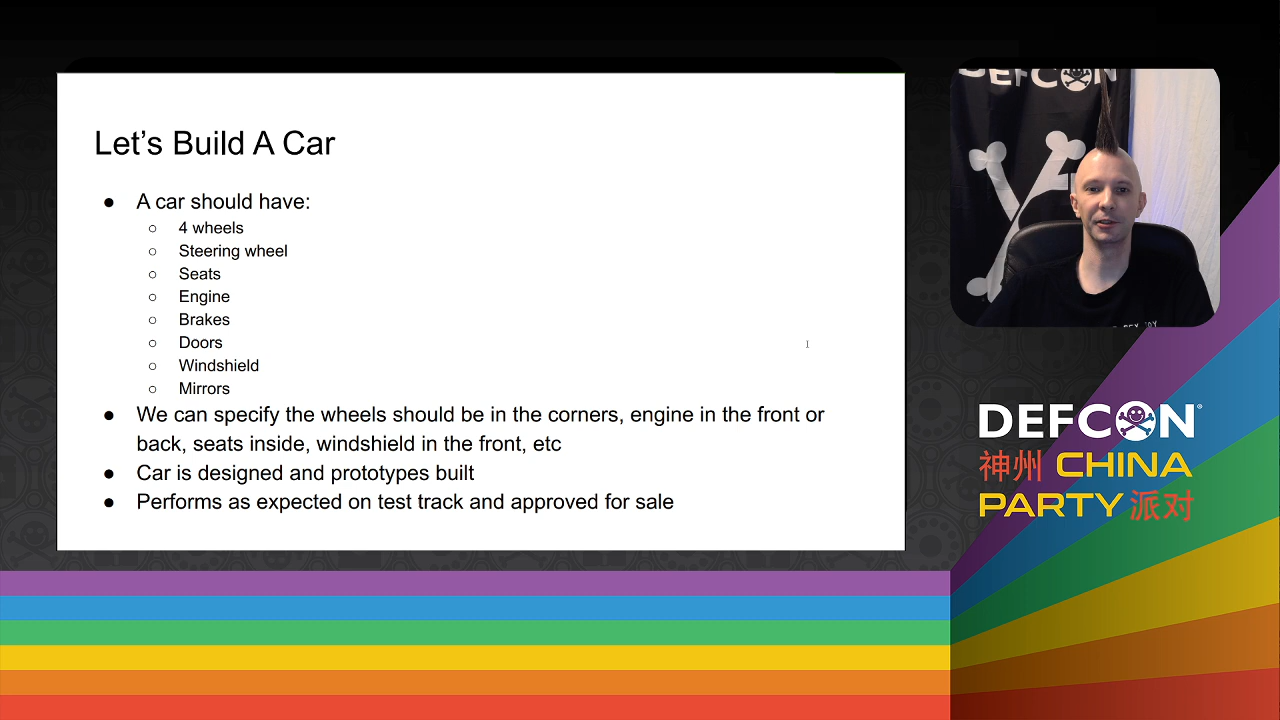 Let's Build A Car
● A car should have:
○ 4 wheels
○ Steering wheel
○ Seats
○ Engine
○ Brakes
○ Doors
○ Windshield
○ Mirrors
● We can specify the wheels should be in the corners, engine in the front or
back, seats inside, windshield in the front, etc
● Car is designed and prototypes built
● Performs as expected on test track and approved for sale
DEFCON
DEFCON®
神州 CHINA
PARTY 派对